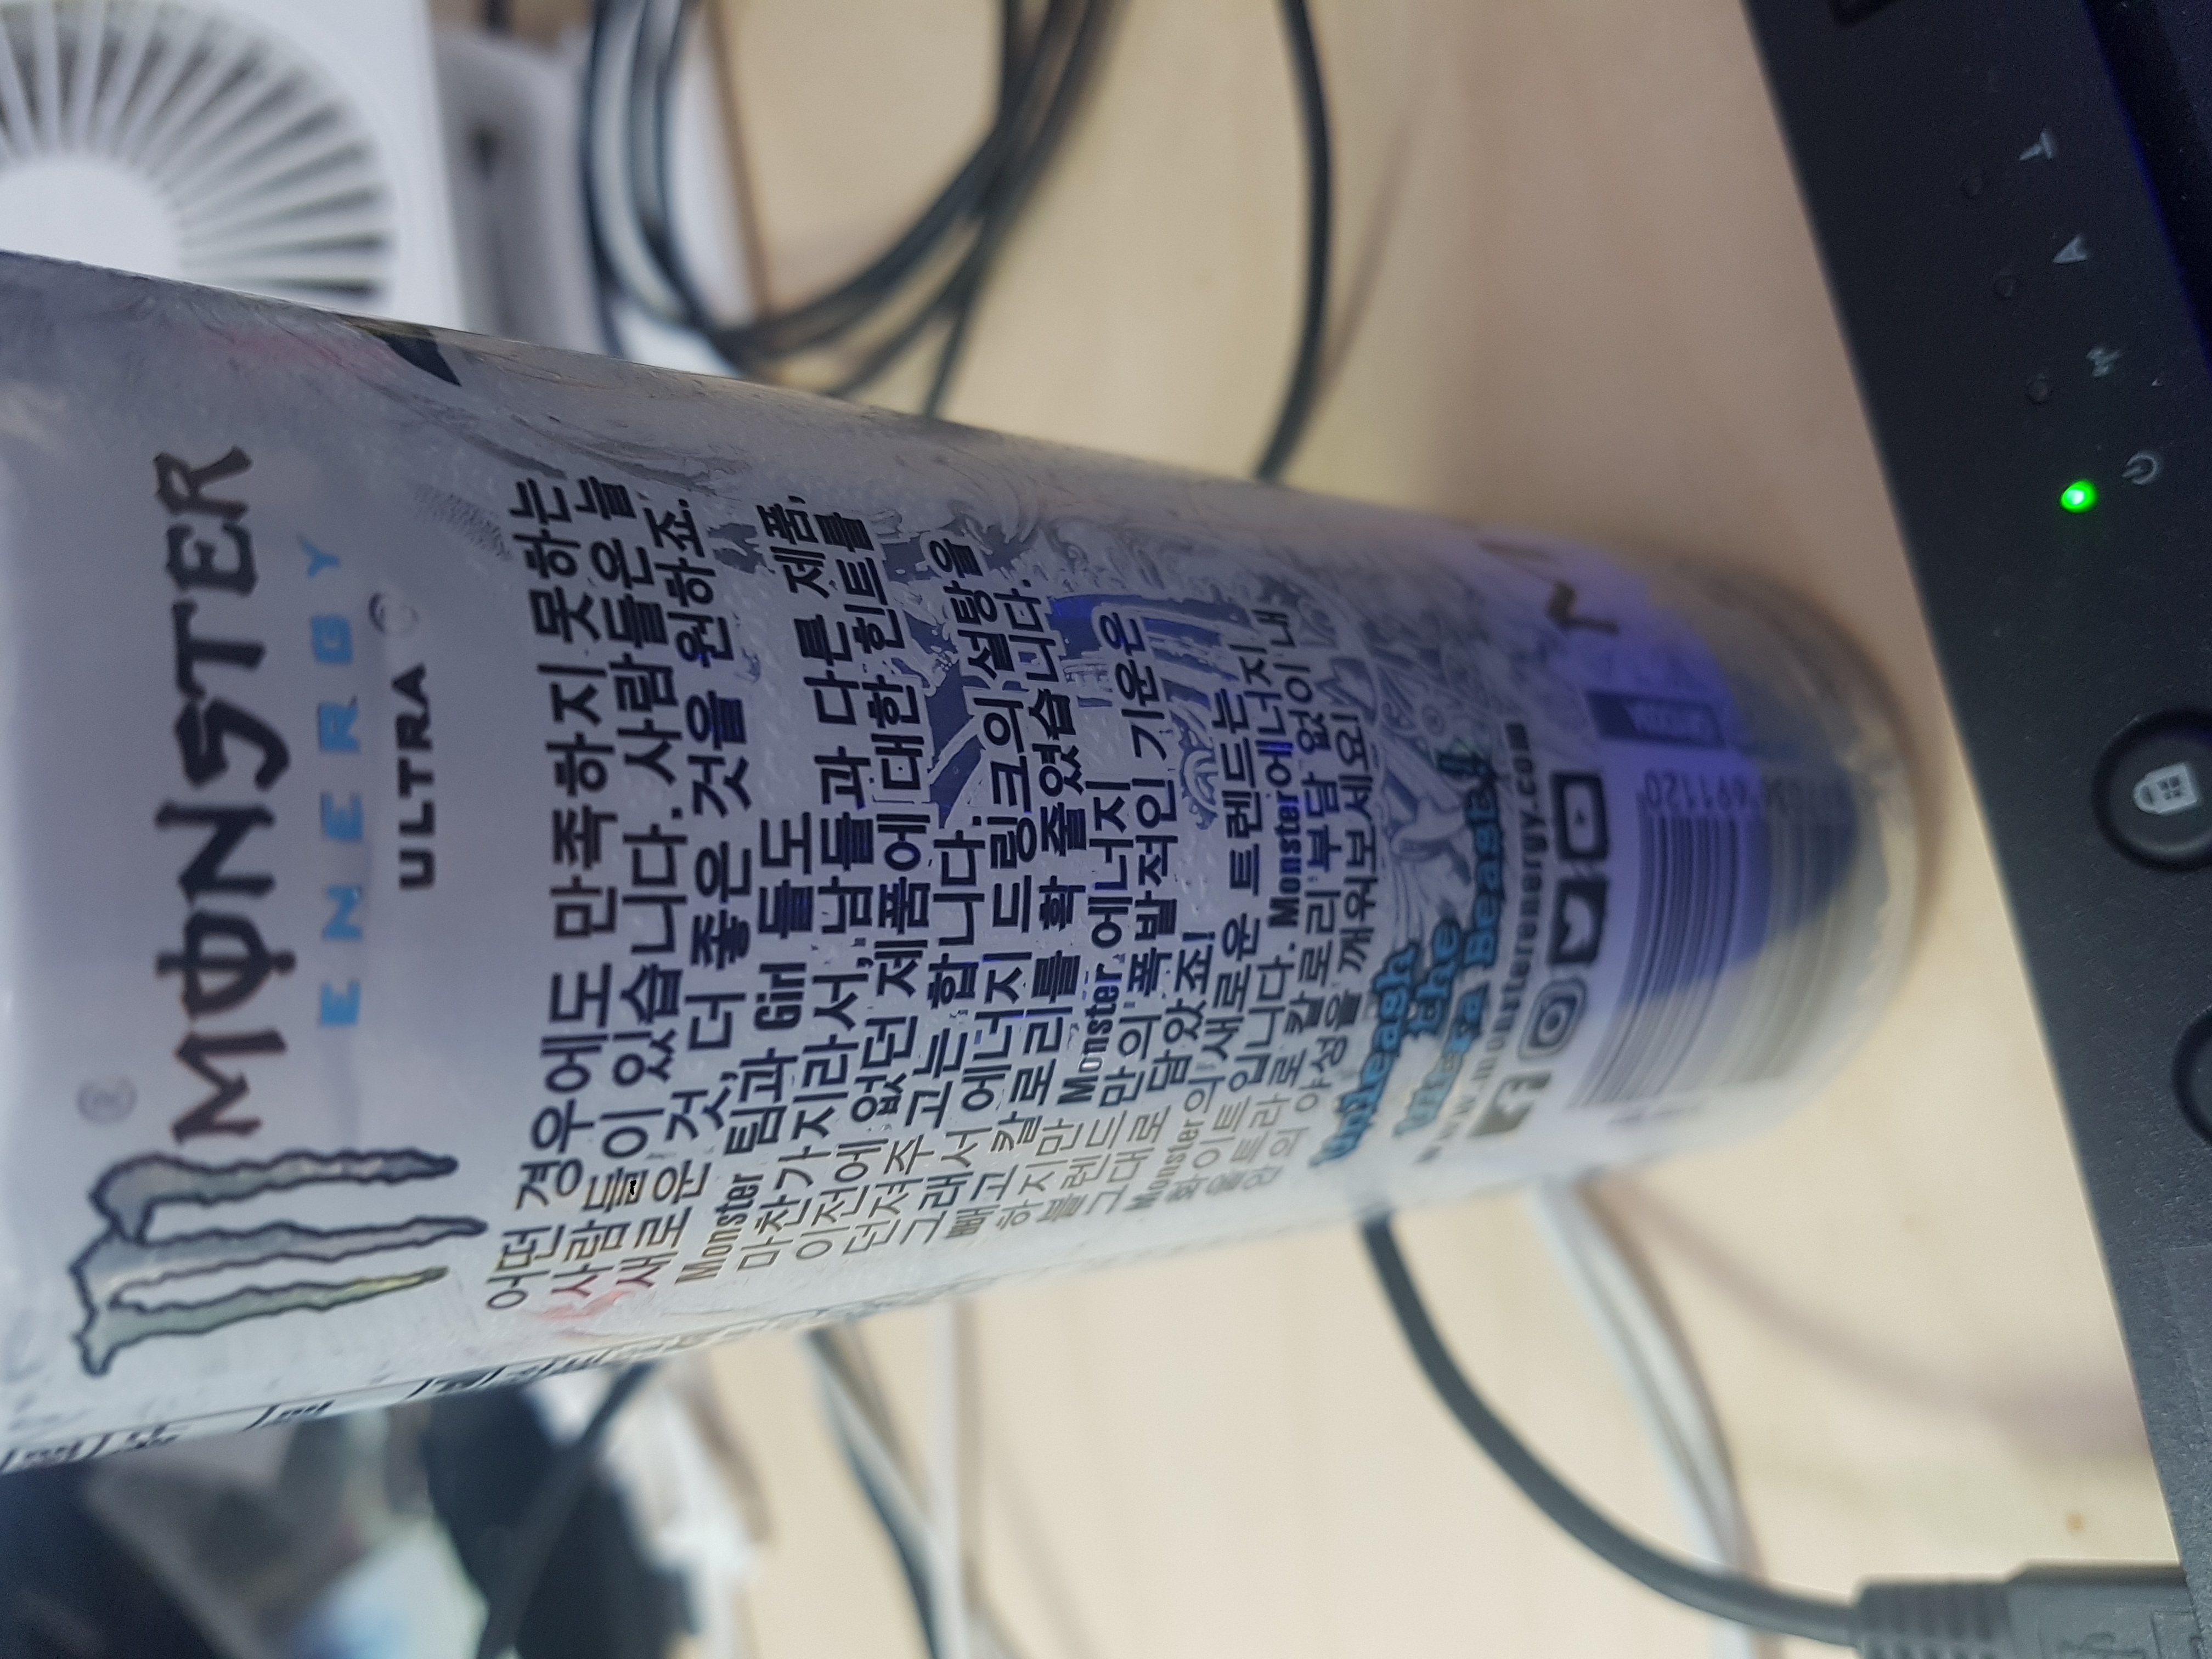 MONSTER
ENERGY
ULTRA
어떤 경우에도 만족하지 못하는
사람들이 있습니다. 사람들은 늘
새로운 것, 더 좋은 것을 원하죠.
Monster 팀과 Girl 들도
마찬가지라서, 남들과 다른 제품,
이전에 없던 제품에 대한 힌트를
던져주고는 합니다.
그래서 에너지 드링크의 설탕을
빼고 칼로리를 확 줄였습니다.
하지만 Monster 에너지
블렌드만의 폭발적인 기운은
그대로 담았죠!
Monster의 새로운 트렌드는
화이트입니다. Monster에너지
울트라로 칼로리 부담 없이 내
안의 야성을 깨워보세요!
Unleash
the
Ultra Beast!
www.monsterenergy.com